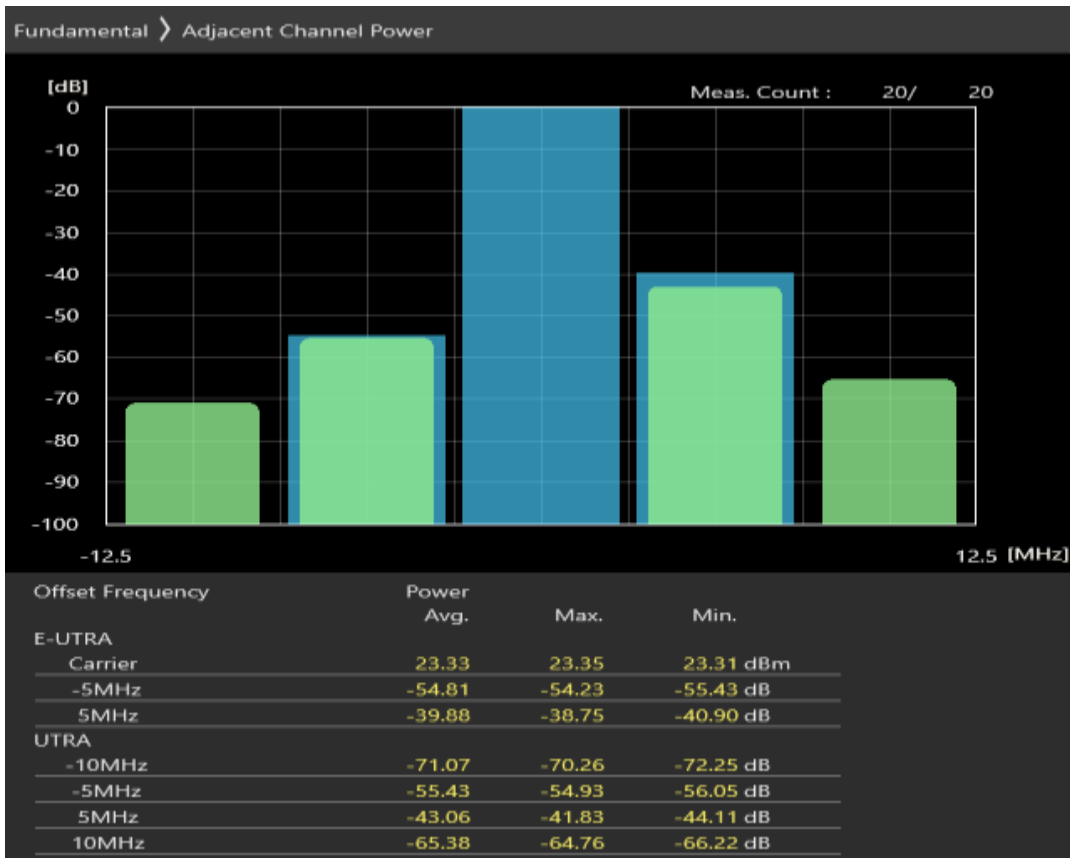 Fundamental 〉 Adjacent Channel Power
[dB]
Meas. Count : 20/ 20
0
-10
-20
-30
-40
-50
-60
-70
-80
-90
-100
-12.5 12.5 [MHz]
Offset Frequency Power
Avg. Max. Min.
E-UTRA
Carrier 23.33 23.35 23.31 dBm
-5MHz -54.81 -54.23 -55.43 dB
5MHz -39.88 -38.75 -40.90 dB
UTRA
-10MHz -71.07 -70.26 -72.25 dB
-5MHz -55.43 -54.93 -56.05 dB
5MHz -43.06 -41.83 -44.11 dB
10MHz -65.38 -64.76 -66.22 dB